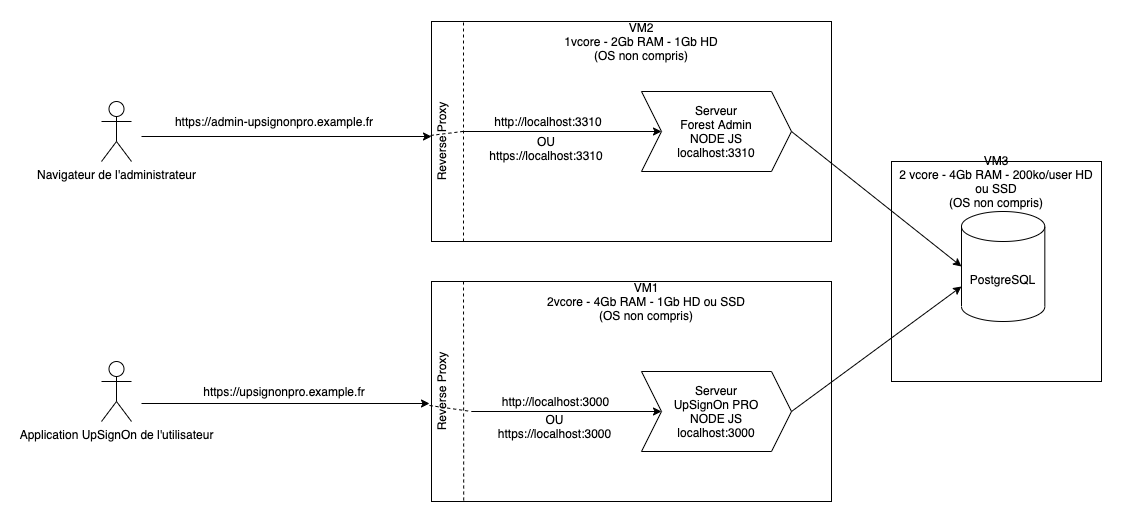 VM2
1vcore - 2Gb RAM - 1Gb HD
(OS non compris)
https://admin-upsignonpro.example.fr
Reverse Proxy
http://localhost:3310
OU
https://localhost:3310
Serveur
Forest Admin
NODE JS
localhost:3310
Navigateur de l'administrateur
VM3
2 vcore - 4Gb RAM - 200ko/user HD
ou SSD
(OS non compris)
PostgreSQL
VM1
2vcore - 4Gb RAM - 1Gb HD ou SSD
(OS non compris)
https://upsignonpro.example.fr
Reverse Proxy
http://localhost:3000
OU
https://localhost:3000
Serveur
UpSignOn PRO
NODE JS
localhost:3000
Application UpSignOn de l'utilisateur